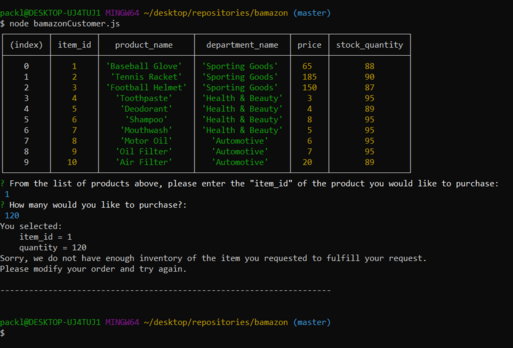 packl@DESKTOP-UJ4TUJ1 MINGW64 ~/desktop/repositories/bamazon (master)
$ node bamazonCustomer.js
(index) item_id product_name department_name price stock_quantity
0 1 'Baseball Glove' 'Sporting Goods' 65 88
1 2 'Tennis Racket' 'Sporting Goods' 185 90
2 3 'Football Helmet' 'Sporting Goods' 150 87
3 4 'Toothpaste' 'Health & Beauty' 3 95
4 5 'Deodorant' 'Health & Beauty' 4 89
5 6 'Shampoo' 'Health & Beauty' 8 95
6 7 'Mouthwash' 'Health & Beauty' 5 95
7 8 'Motor Oil' 'Automotive' 6 95
8 9 'Oil Filter' 'Automotive' 7 95
9 10 'Air Filter' 'Automotive' 20 89
? From the list of products above, please enter the "item_id" of the product you would like to purchase:
1
? How many would you like to purchase?:
120
You selected:
item_id = 1
quantity = 120
Sorry, we do not have enough inventory of the item you requested to fulfill your request.
Please modify your order and try again.
-------------------------------------------------------------------
packl@DESKTOP-UJ4TUJ1 MINGW64 ~/desktop/repositories/bamazon (master)
$